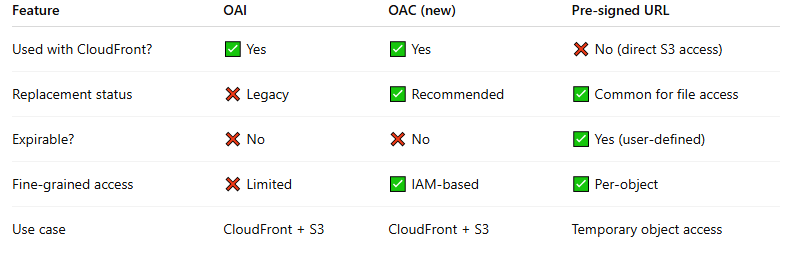 Feature OAI OAC (new) Pre-signed URL
Used with CloudFront? ✅ Yes ✅ Yes ❌ No (direct S3 access)
Replacement status ❌ Legacy ✅ Recommended ✅ Common for file access
Expirable? ❌ No ❌ No ✅ Yes (user-defined)
Fine-grained access ❌ Limited ✅ IAM-based ✅ Per-object
Use case CloudFront + S3 CloudFront + S3 Temporary object access